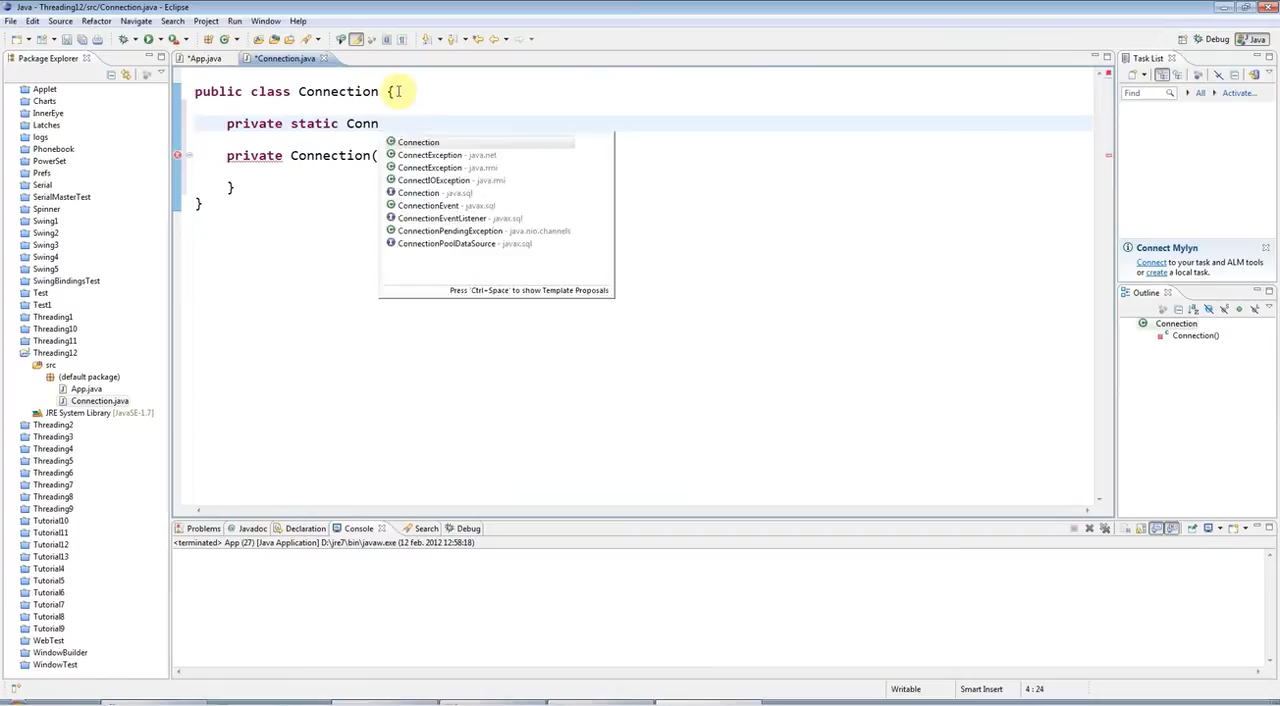 Java - Threading12/src/Connection.java - Eclipse
File Edit Source Refactor Navigate Search Project Run Window Help
Debug Java
Package Explorer
*App.java *Connection.java
Task List
Find All Activate...
Applet
Charts
InnerEye
Latches
logs
Phonebook
PowerSet
Prefs
Serial
SerialMasterTest
Spinner
Swing1
Swing2
Swing3
Swing4
Swing5
SwingBindingsTest
Test
Test1
Threading1
Threading10
Threading11
Threading12
src
(default package)
App.java
Connection.java
JRE System Library [JavaSE-1.7]
Threading2
Threading3
Threading4
Threading5
Threading6
Threading7
Threading8
Threading9
Tutorial10
Tutorial11
Tutorial12
Tutorial13
Tutorial4
Tutorial5
Tutorial6
Tutorial7
Tutorial8
Tutorial9
WebTest
WindowBuilder
WindowTest
public class Connection {
private static Conn
private Connection(
}
}
Connection
ConnectException - java.net
ConnectException - java.rmi
ConnectIOException - java.rmi
Connection - java.sql
ConnectionEvent - javax.sql
ConnectionEventListener - javax.sql
ConnectionPendingException - java.nio.channels
ConnectionPoolDataSource - javax.sql
Press 'Ctrl+Space' to show Template Proposals
Connect Mylyn
Connect to your task and ALM tools
or create a local task.
Outline
Connection
Connection()
Problems Javadoc Declaration Console Search Debug
<terminated> App (27) [Java Application] D:\jre7\bin\javaw.exe (12 feb. 2012 12:58:18)
Writable Smart Insert 4 : 24